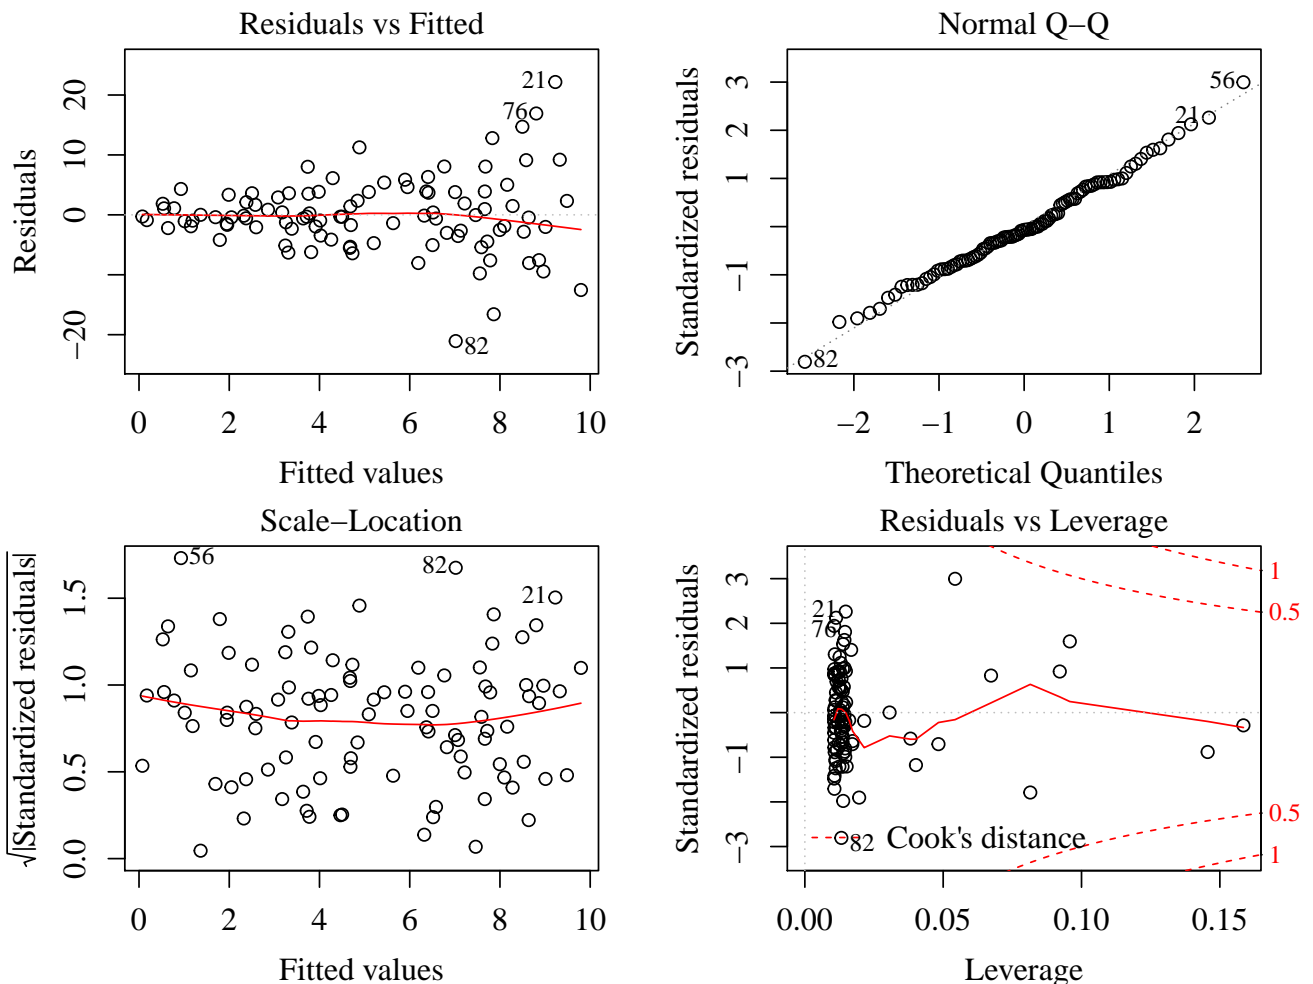 Residuals vs Fitted
Residuals
20
10
0
−20
21
76
82
0 2 4 6 8 10
Fitted values
Normal Q−Q
Standardized residuals
3
2
1
−1
−3
56
21
82
−2 −1 0 1 2
Theoretical Quantiles
Scale−Location
√|Standardized residuals|
1.5
1.0
0.5
0.0
56
82
21
0 2 4 6 8 10
Fitted values
Residuals vs Leverage
Standardized residuals
3
2
1
−1
−3
21
76
82
Cook's distance
1
0.5
0.5
1
0.00 0.05 0.10 0.15
Leverage